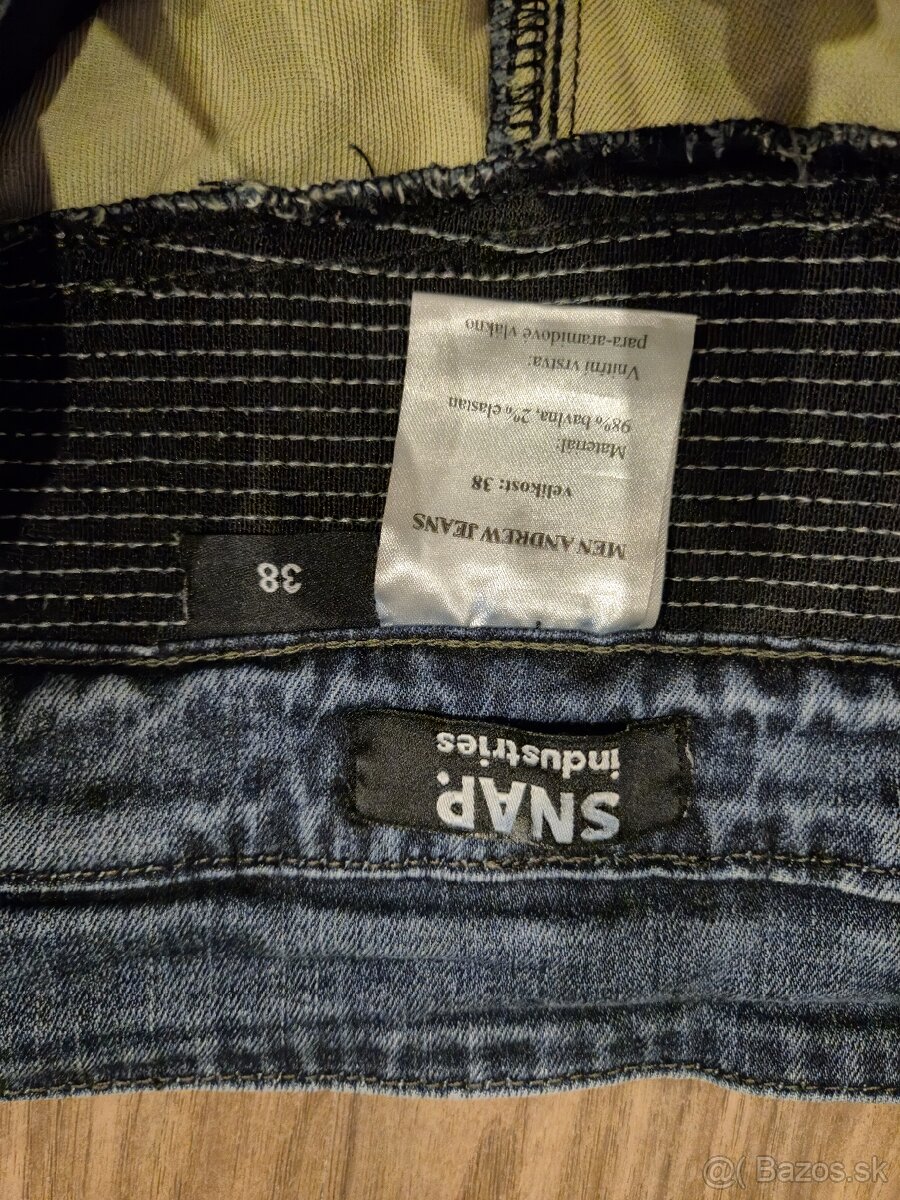 MEN ANDREW JEANS
velikost: 38
Materiál:
98% bavlna, 2% elastan
Vnitřní vrstva:
para-aramidové vlákno
38
SNAP.
industries
@( Bazos.sk